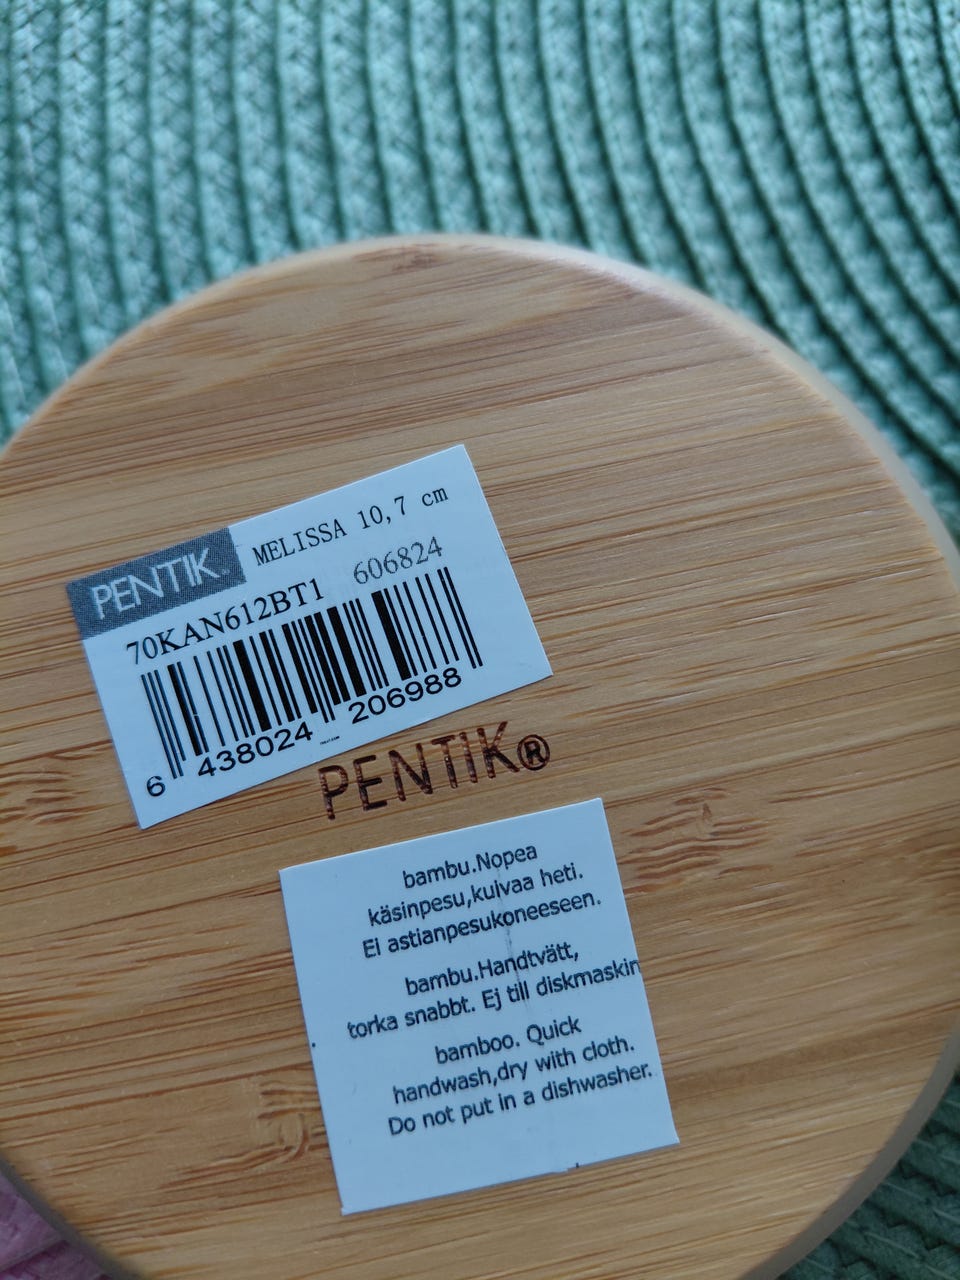 PENTIK®
MELISSA 10,7 cm
70KAN612BT1 606824
6 438024 206988
PENTIK®
bambu.Nopea
käsinpesu,kuivaa heti.
Ei astianpesukoneeseen.
bambu.Handtvätt,
torka snabbt. Ej till diskmaskin
bamboo. Quick
handwash,dry with cloth.
Do not put in a dishwasher.